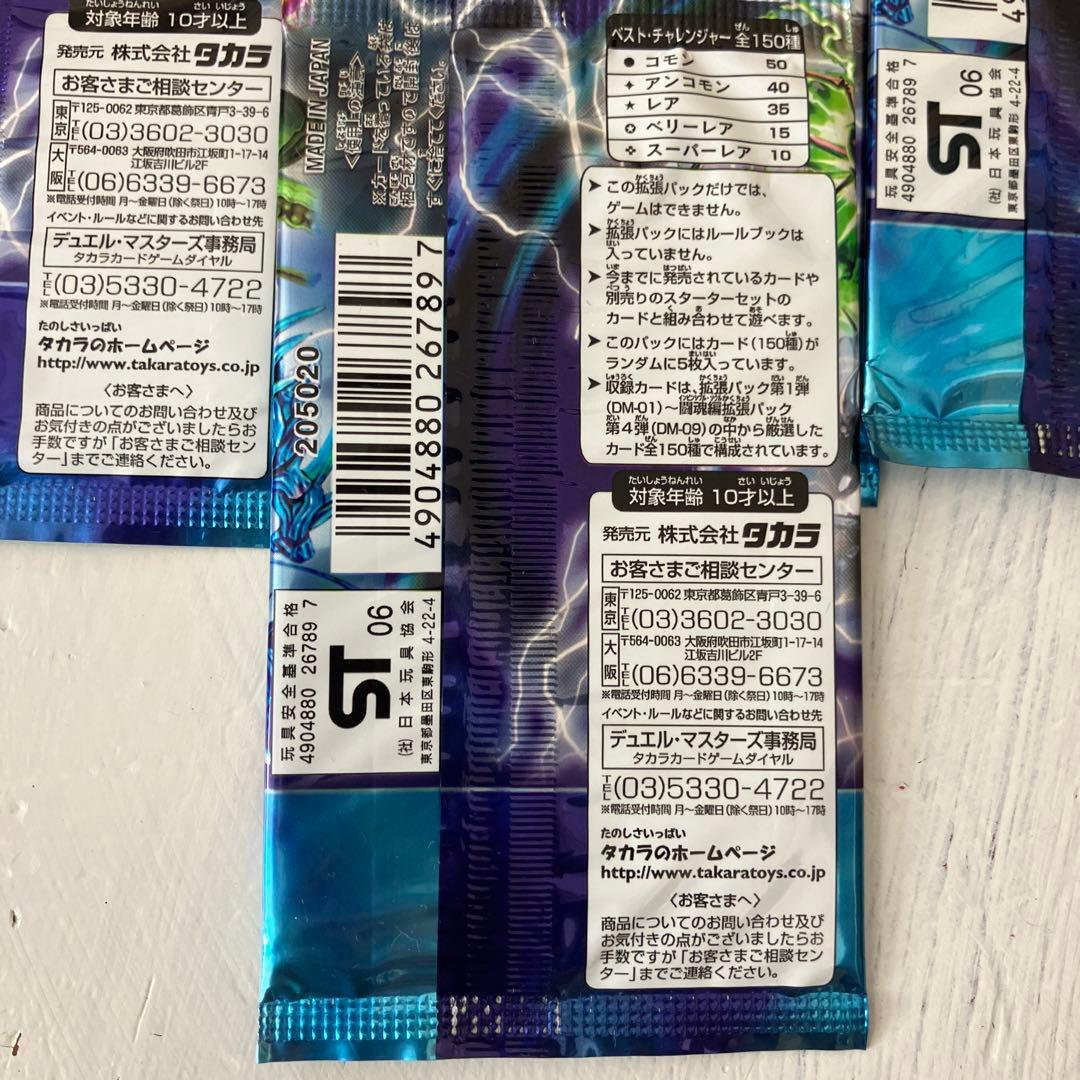 対象年齢 10才以上
発売元 株式会社 タカラ
お客さまご相談センター
東京 〒125-0062 東京都葛飾区青戸3-39-6
TEL(03)3602-3030
大阪 〒564-0063 大阪府吹田市江坂町1-17-14
江坂吉川ビル2F
TEL(06)6339-6673
※電話受付時間 月〜金曜日(除く祭日)10時〜17時
イベント・ルールなどに関するお問い合わせ先
デュエル・マスターズ事務局
タカラカードゲームダイヤル
TEL(03)5330-4722
※電話受付時間 月〜金曜日(除く祭日)10時〜17時
たのしさいっぱい
タカラのホームページ
http://www.takaratoys.co.jp
〈お客さまへ〉
商品についてのお問い合わせ及び
お気付きの点がございましたらお
手数ですが「お客さまご相談セン
ター」までご連絡ください。
MADE IN JAPAN
205020
4904880 267897
玩具安全基準合格
4904880 26789 7
ST 06
(社)日本玩具協会
東京都墨田区東駒形 4-22-4
ベスト・チャレンジャー 全150種
● コモン 50
✦ アンコモン 40
★ レア 35
✪ ベリーレア 15
✡ スーパーレア 10
➤ この拡張パックだけでは、
ゲームはできません。
➤ 拡張パックにはルールブックは
入っていません。
➤ 今までに発売されているカードや
別売りのスターターセットの
カードと組み合わせて遊べます。
➤ このパックにはカード(150種)が
ランダムに5枚入っています。
➤ 収録カードは、拡張パック第1弾
(DM-01)〜闘魂編拡張パック
第4弾(DM-09)の中から厳選した
カード全150種で構成されています。
対象年齢 10才以上
発売元 株式会社 タカラ
お客さまご相談センター
東京 〒125-0062 東京都葛飾区青戸3-39-6
TEL(03)3602-3030
大阪 〒564-0063 大阪府吹田市江坂町1-17-14
江坂吉川ビル2F
TEL(06)6339-6673
※電話受付時間 月〜金曜日(除く祭日)10時〜17時
イベント・ルールなどに関するお問い合わせ先
デュエル・マスターズ事務局
タカラカードゲームダイヤル
TEL(03)5330-4722
※電話受付時間 月〜金曜日(除く祭日)10時〜17時
たのしさいっぱい
タカラのホームページ
http://www.takaratoys.co.jp
〈お客さまへ〉
商品についてのお問い合わせ及び
お気付きの点がございましたらお
手数ですが「お客さまご相談セン
ター」までご連絡ください。
玩具安全基準合格
4904880 26789 7
ST 06
(社)日本玩具協会
東京都墨田区東駒形 4-22-4